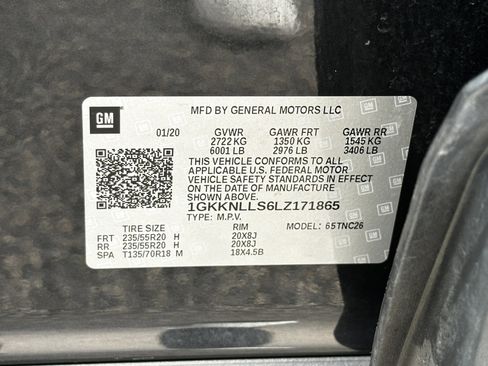 GM
MFD BY GENERAL MOTORS LLC
01/20 GVWR GAWR FRT GAWR RR
2722 KG 1350 KG 1545 KG
6001 LB 2976 LB 3406 LB
THIS VEHICLE CONFORMS TO ALL
APPLICABLE U.S. FEDERAL MOTOR
VEHICLE SAFETY STANDARDS IN EFFECT
ON THE DATE OF MANUFACTURE
SHOWN ABOVE.
1GKKNLLS6LZ171865
TYPE: M.P.V. MODEL: 65TNC26
TIRE SIZE RIM
FRT 235/55R20 H 20X8J
RR 235/55R20 H 20X8J
SPA T135/70R18 M 18X4.5B